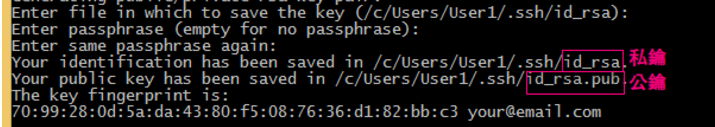 Enter file in which to save the key (/c/Users/User1/.ssh/id_rsa):
Enter passphrase (empty for no passphrase):
Enter same passphrase again:
Your identification has been saved in /c/Users/User1/.ssh/id_rsa. 私鑰
Your public key has been saved in /c/Users/User1/.ssh/id_rsa.pub. 公鑰
The key fingerprint is:
70:99:28:0d:5a:da:43:80:f5:08:76:36:d1:82:bb:c3 your@email.com